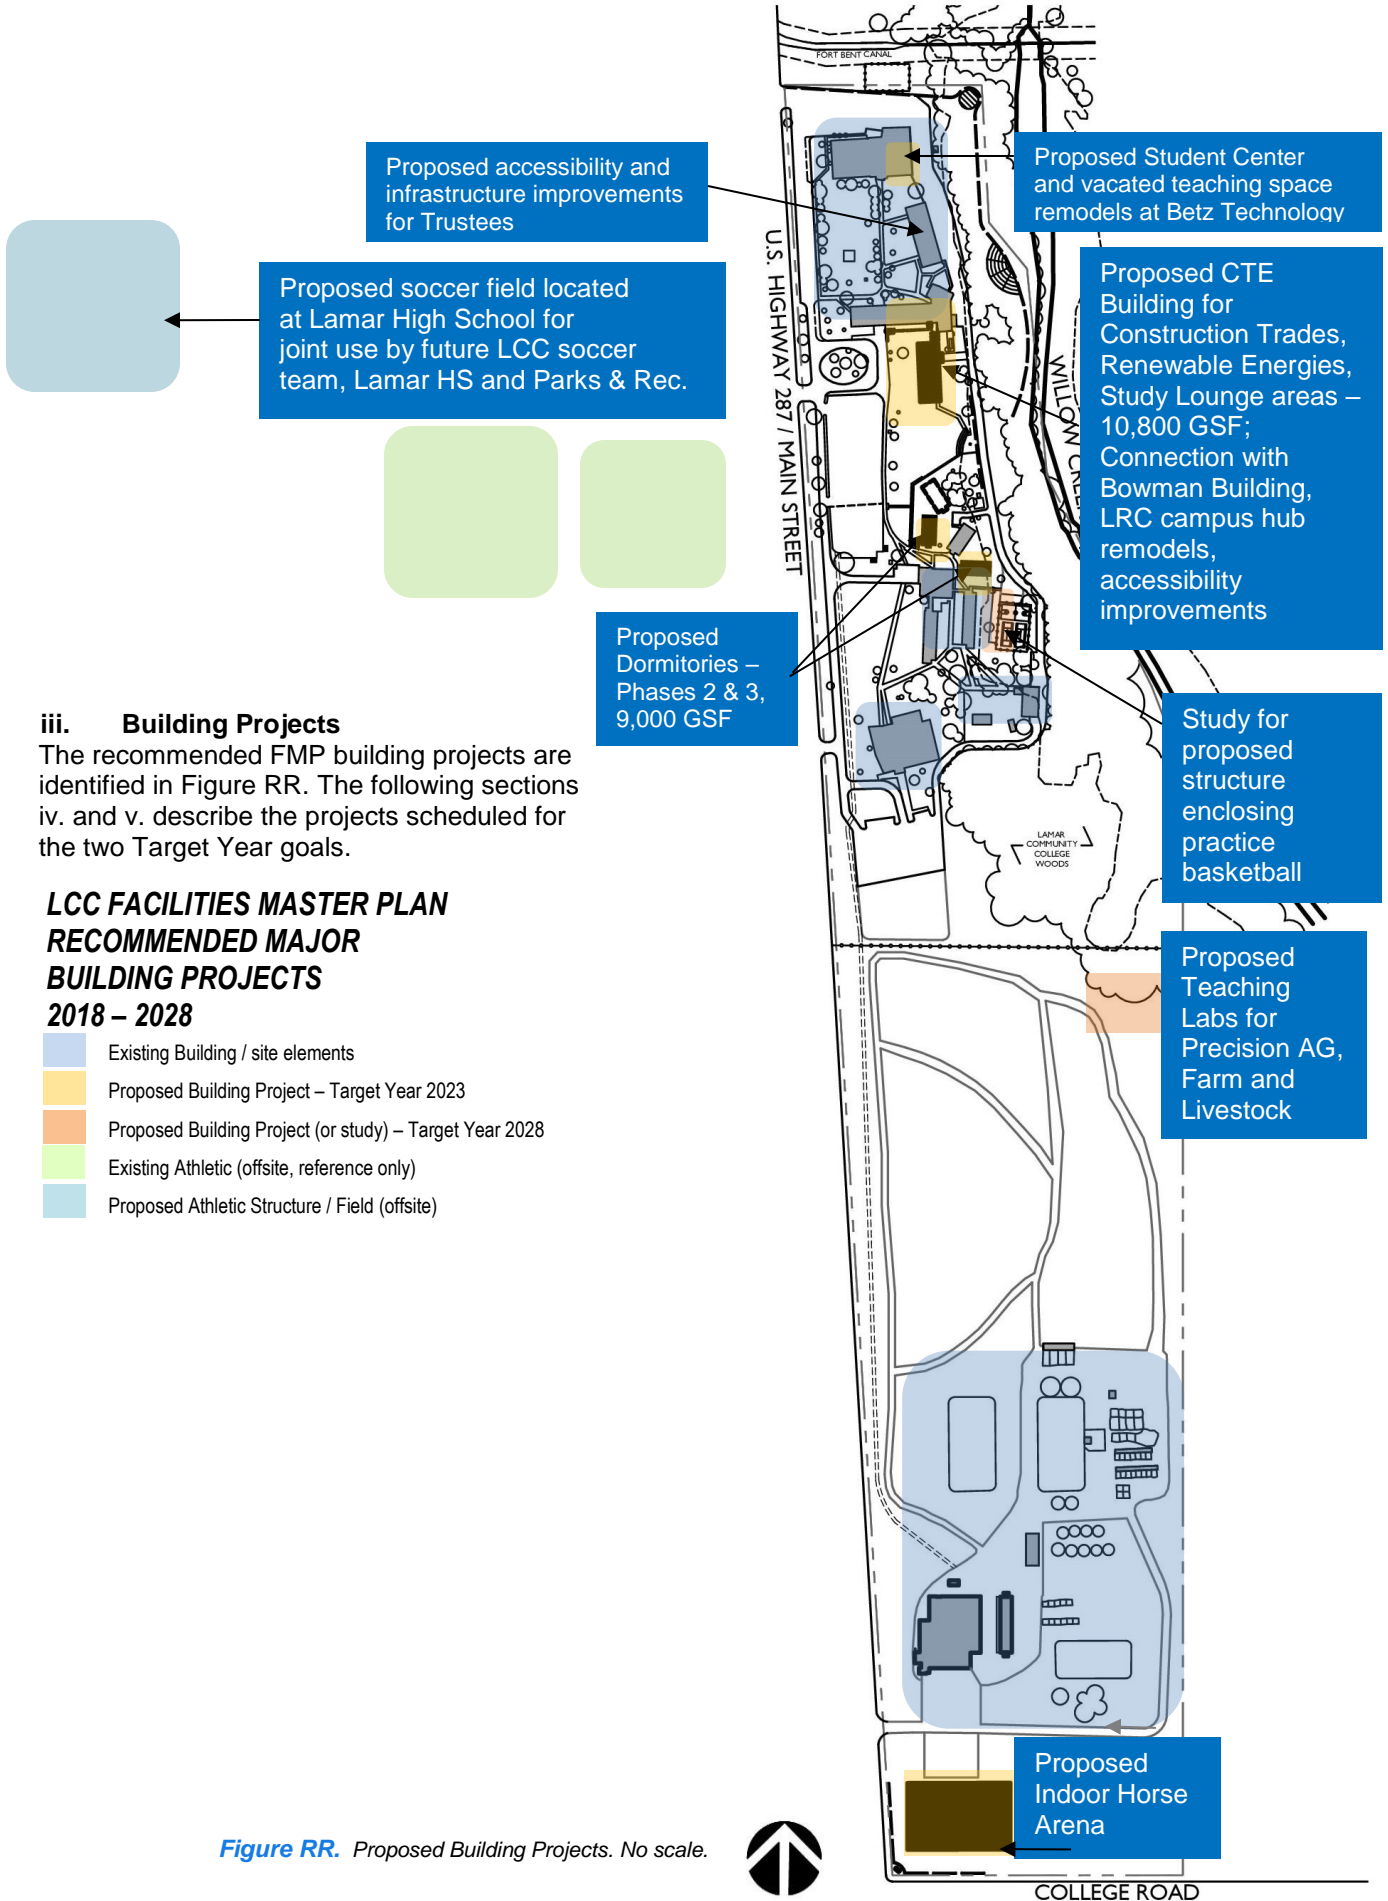 FORT BENT CANAL
Proposed accessibility and
infrastructure improvements
for Trustees
Proposed Student Center
and vacated teaching space
remodels at Betz Technology
Proposed soccer field located
at Lamar High School for
joint use by future LCC soccer
team, Lamar HS and Parks & Rec.
U.S. HIGHWAY 287 / MAIN STREET
Proposed CTE
Building for
Construction Trades,
Renewable Energies,
Study Lounge areas –
10,800 GSF;
Connection with
Bowman Building,
LRC campus hub
remodels,
accessibility
improvements
WILLOW
Proposed
Dormitories –
Phases 2 & 3,
9,000 GSF
Study for
proposed
structure
enclosing
practice
basketball
iii. Building Projects
The recommended FMP building projects are
identified in Figure RR. The following sections
iv. and v. describe the projects scheduled for
the two Target Year goals.
LAMAR
COMMUNITY
COLLEGE
WOODS
LCC FACILITIES MASTER PLAN
RECOMMENDED MAJOR
BUILDING PROJECTS
2018 – 2028
Existing Building / site elements
Proposed Building Project – Target Year 2023
Proposed Building Project (or study) – Target Year 2028
Existing Athletic (offsite, reference only)
Proposed Athletic Structure / Field (offsite)
Proposed
Teaching
Labs for
Precision AG,
Farm and
Livestock
Proposed
Indoor Horse
Arena
Figure RR. Proposed Building Projects. No scale.
COLLEGE ROAD